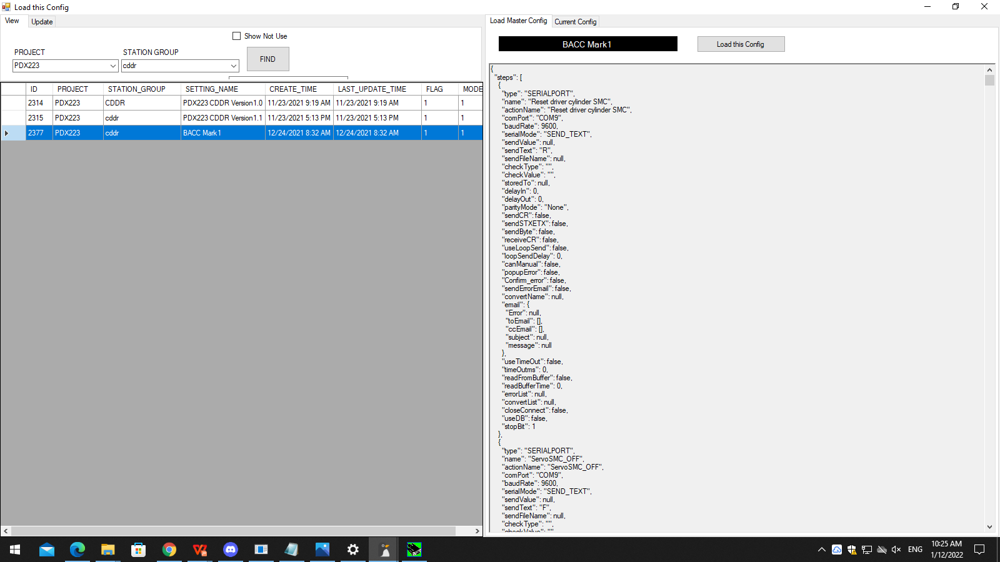 Load this Config
View
Update
Show Not Use
PROJECT
STATION GROUP
PDX223
cddr
FIND
ID PROJECT STATION_GROUP SETTING_NAME CREATE_TIME LAST_UPDATE_TIME FLAG MODE
2314 PDX223 CDDR PDX223 CDDR Version1.0 11/23/2021 9:19 AM 11/23/2021 9:19 AM 1 1
2315 PDX223 cddr PDX223 CDDR Version1.1 11/23/2021 5:13 PM 11/23/2021 5:13 PM 1 1
2377 PDX223 cddr BACC Mark1 12/24/2021 8:32 AM 12/24/2021 8:32 AM 1 1
Load Master Config
Current Config
BACC Mark1
Load this Config
{
"steps": [
{
"type": "SERIALPORT",
"name": "Reset driver cylinder SMC",
"actionName": "Reset driver cylinder SMC",
"comPort": "COM9",
"baudRate": 9600,
"serialMode": "SEND_TEXT",
"sendValue": null,
"sendText": "R",
"sendFileName": null,
"checkType": "",
"checkValue": "",
"storedTo": null,
"delayIn": 0,
"delayOut": 0,
"parityMode": "None",
"sendCR": false,
"sendSTXETX": false,
"sendByte": false,
"receiveCR": false,
"useLoopSend": false,
"loopSendDelay": 0,
"canManual": false,
"popupError": false,
"Confirm_error": false,
"sendErrorEmail": false,
"convertName": null,
"email": {
"Error": null,
"toEmail": [],
"ccEmail": [],
"subject": null,
"message": null
},
"useTimeOut": false,
"timeOutms": 0,
"readFromBuffer": false,
"readBufferTime": 0,
"errorList": null,
"convertList": null,
"closeConnect": false,
"useDB": false,
"stopBit": 1
},
{
"type": "SERIALPORT",
"name": "ServoSMC_OFF",
"actionName": "ServoSMC_OFF",
"comPort": "COM9",
"baudRate": 9600,
"serialMode": "SEND_TEXT",
"sendValue": null,
"sendText": "F",
"sendFileName": null,
"checkType": "",
"checkValue": ""
ENG
10:25 AM
1/12/2022